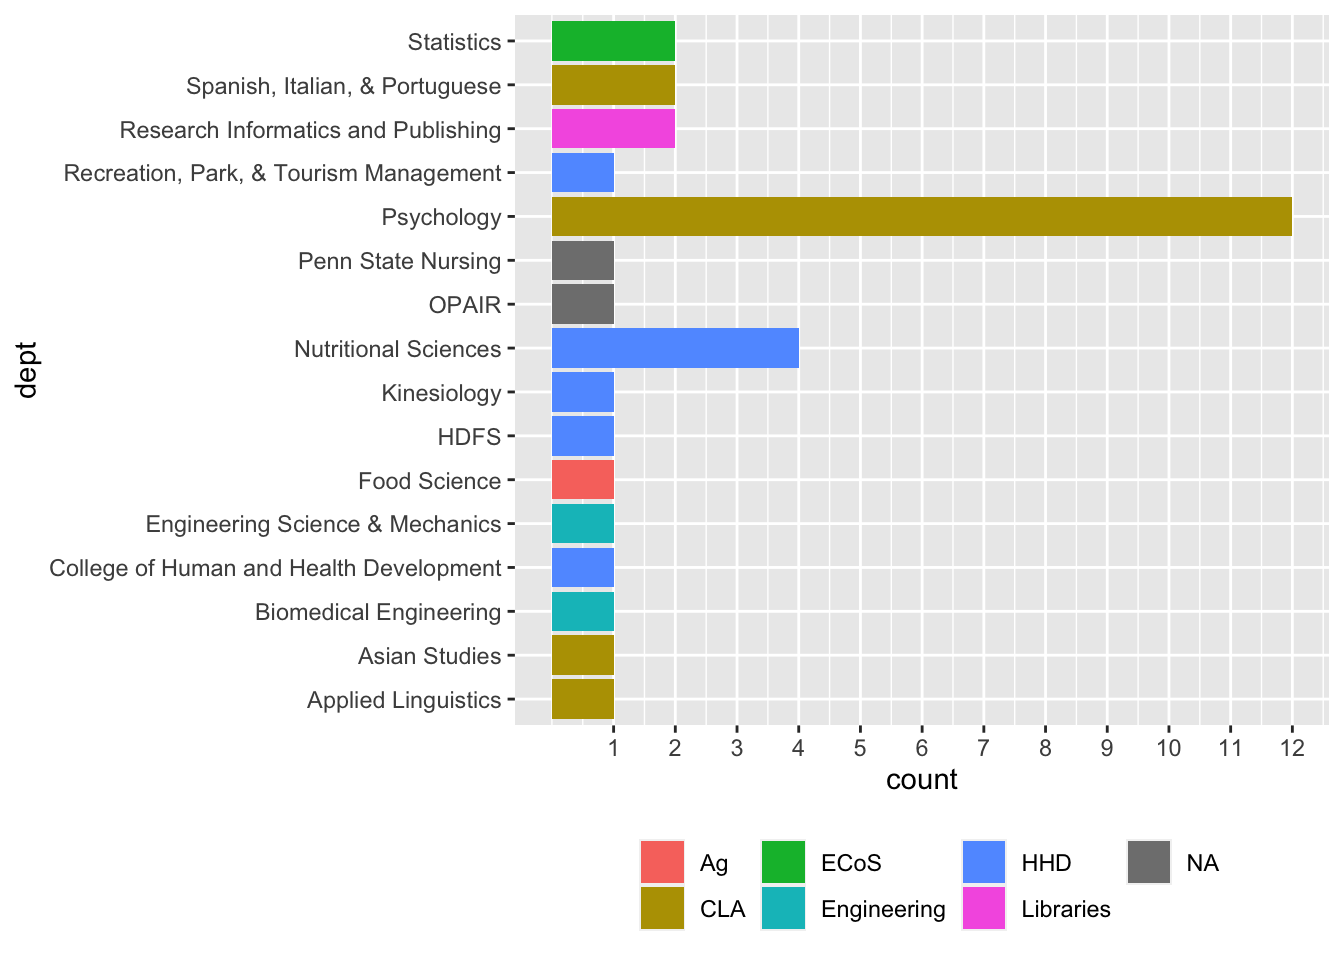 Statistics
Spanish, Italian, & Portuguese
Research Informatics and Publishing
Recreation, Park, & Tourism Management
Psychology
Penn State Nursing
OPAIR
Nutritional Sciences
Kinesiology
HDFS
Food Science
Engineering Science & Mechanics
College of Human and Health Development
Biomedical Engineering
Asian Studies
Applied Linguistics
dept
1 2 3 4 5 6 7 8 9 10 11 12
count
Ag ECoS HHD NA
CLA Engineering Libraries